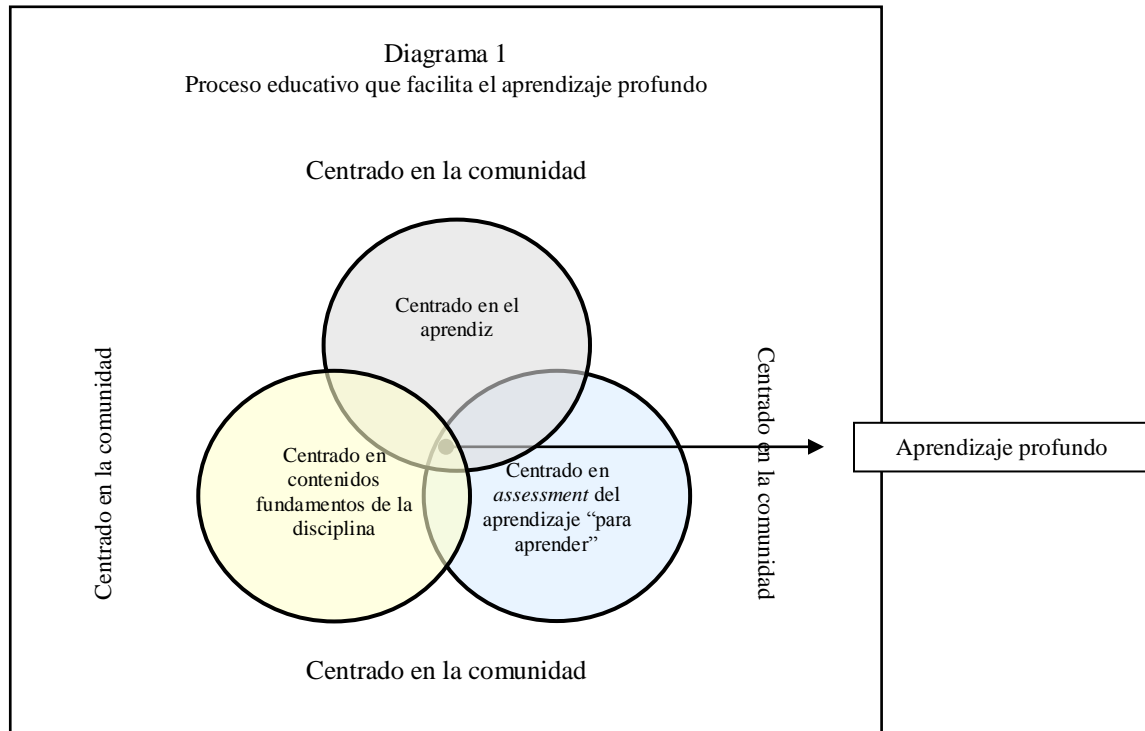 Diagrama 1
Proceso educativo que facilita el aprendizaje profundo
Centrado en la comunidad
Centrado en el
aprendiz
Centrado en la comunidad
Centrado en
contenidos
fundamentos de la
disciplina
Centrado en
assessment del
aprendizaje “para
aprender”
Centrado en la comunidad
Aprendizaje profundo
Centrado en la comunidad